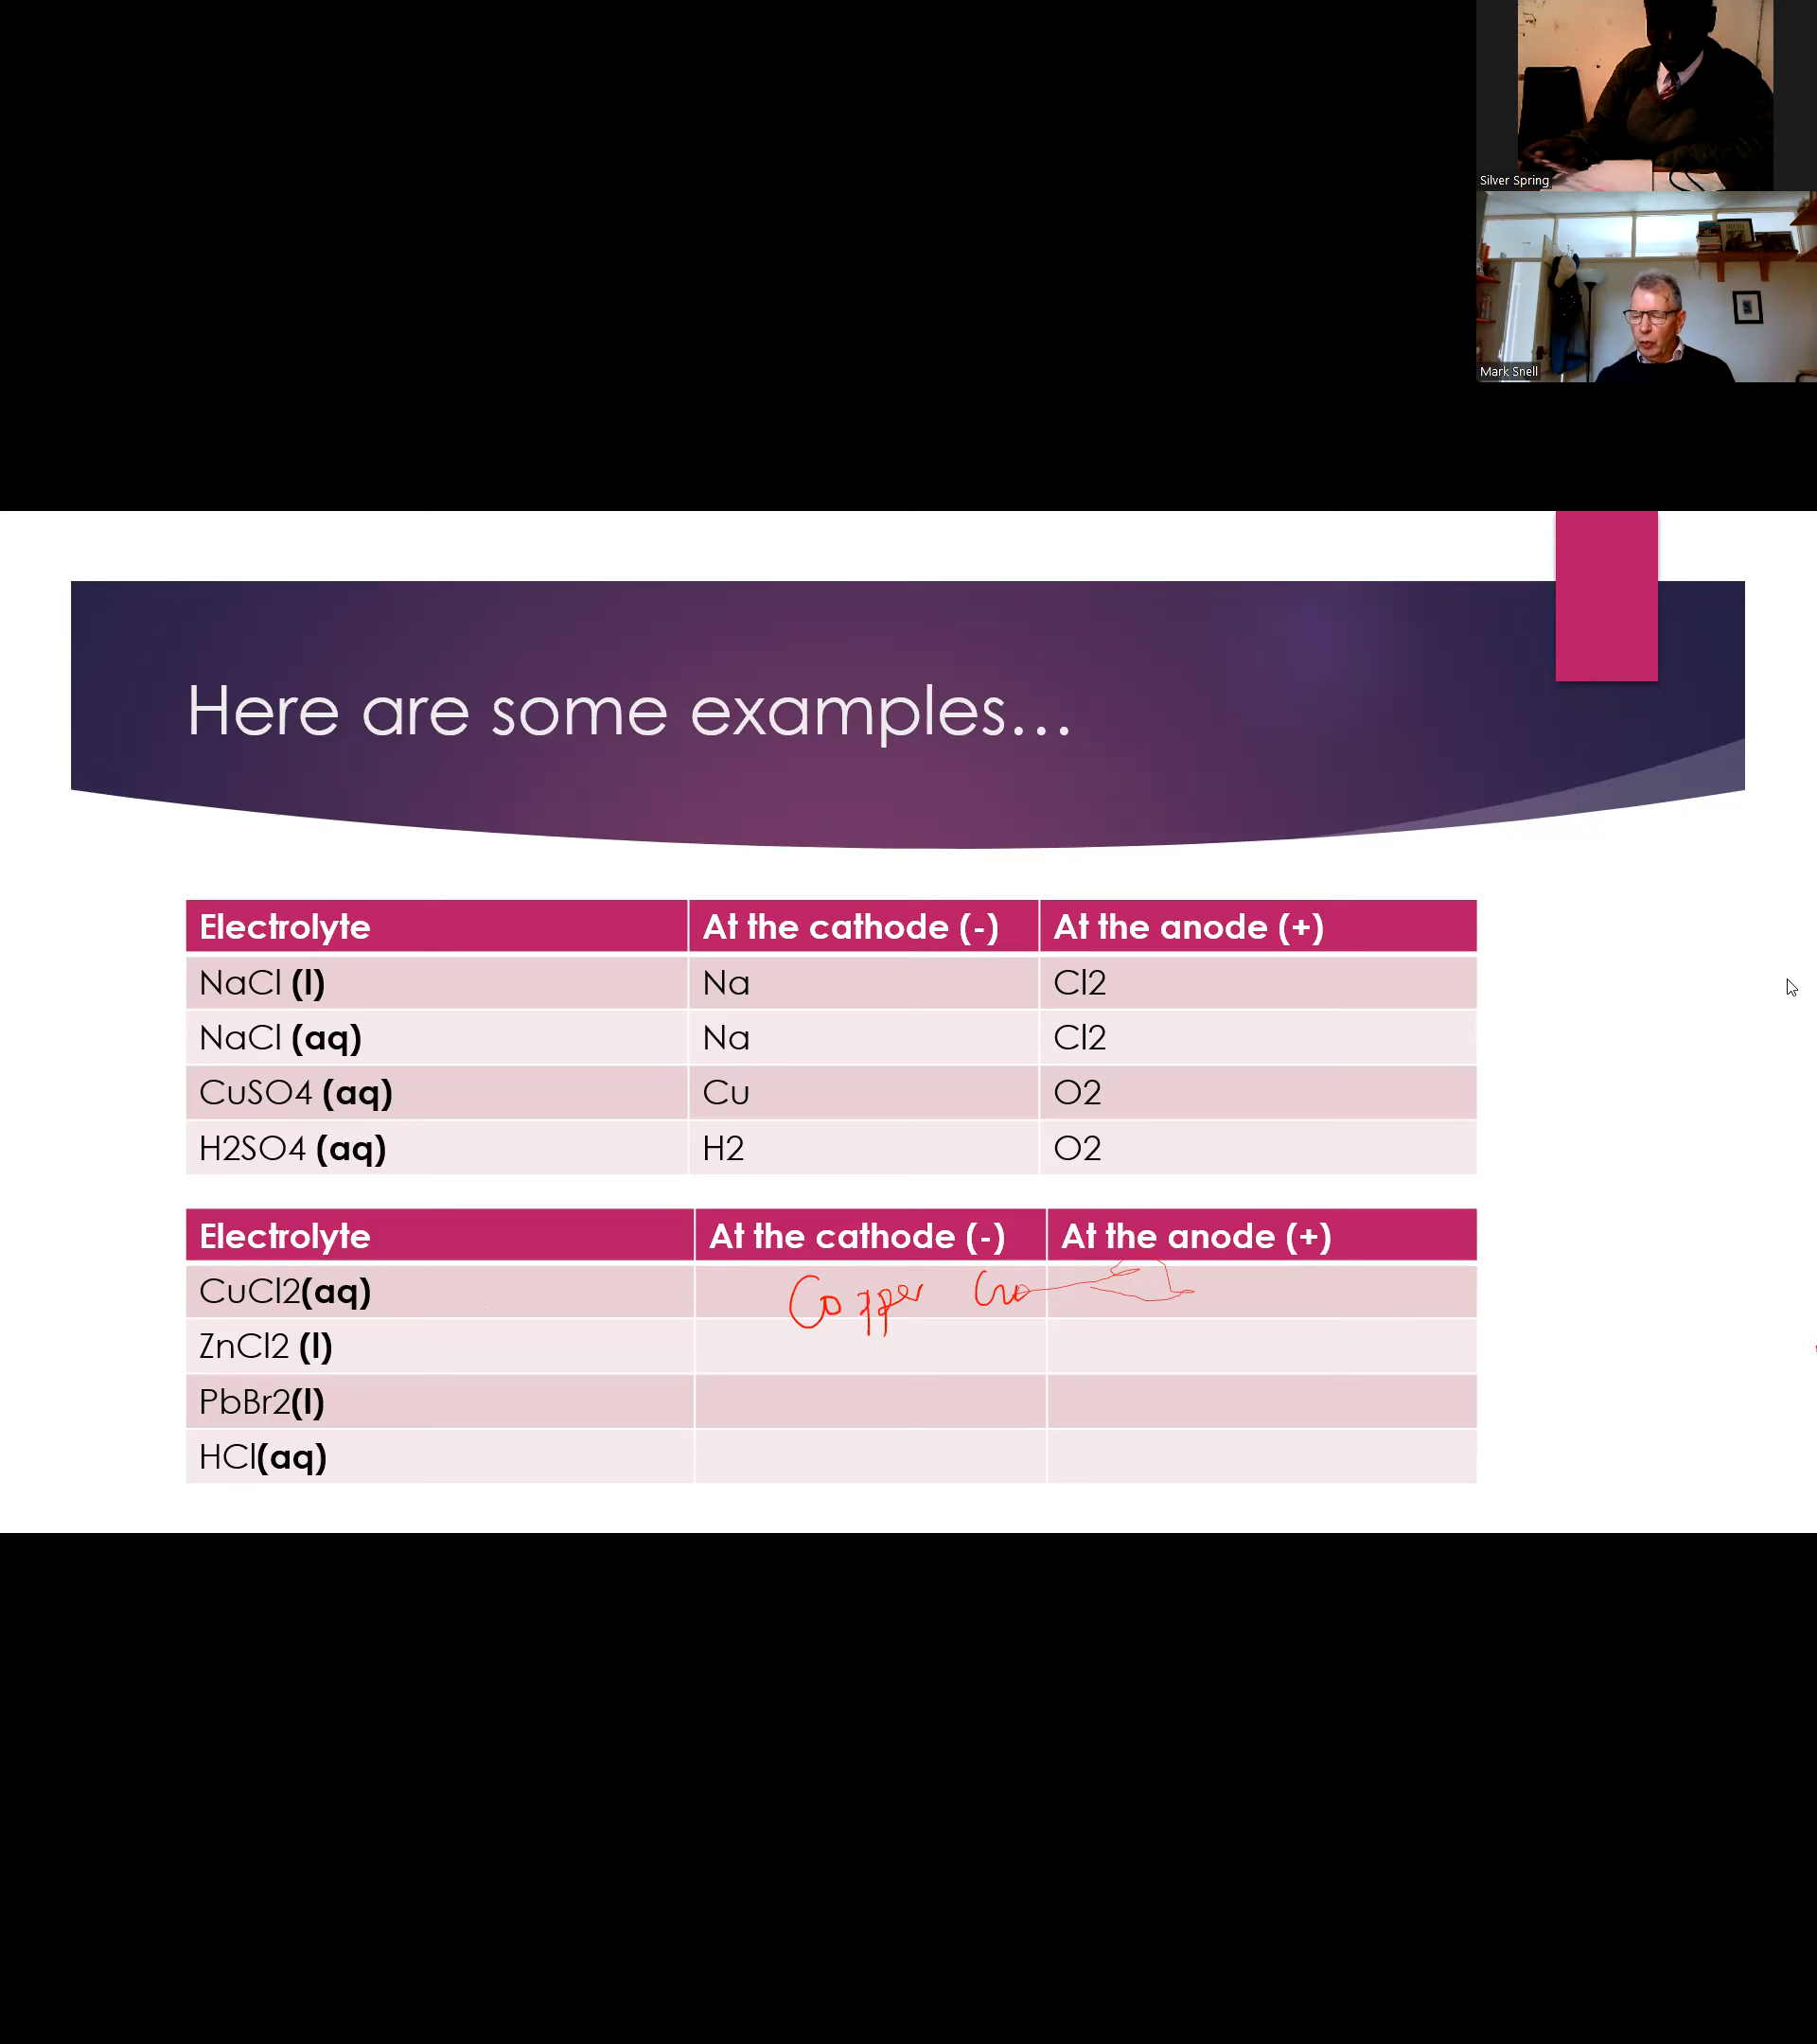 Silver Spring
Mark Snell
Here are some examples...
Electrolyte At the cathode (-) At the anode (+)
NaCl (l) Na Cl2
NaCl (aq) Na Cl2
CuSO4 (aq) Cu O2
H2SO4 (aq) H2 O2
Electrolyte At the cathode (-) At the anode (+)
CuCl2(aq) Copper
ZnCl2 (l)
PbBr2(l)
HCl(aq)